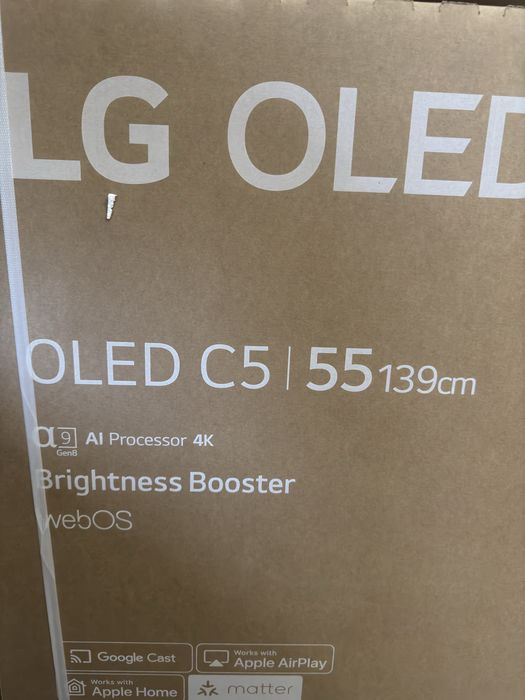 LG OLED
OLED C5 | 55 139cm
α9 AI Processor 4K
Gen8
Brightness Booster
webOS
Google Cast
Works with
Apple AirPlay
Works with
Apple Home
matter